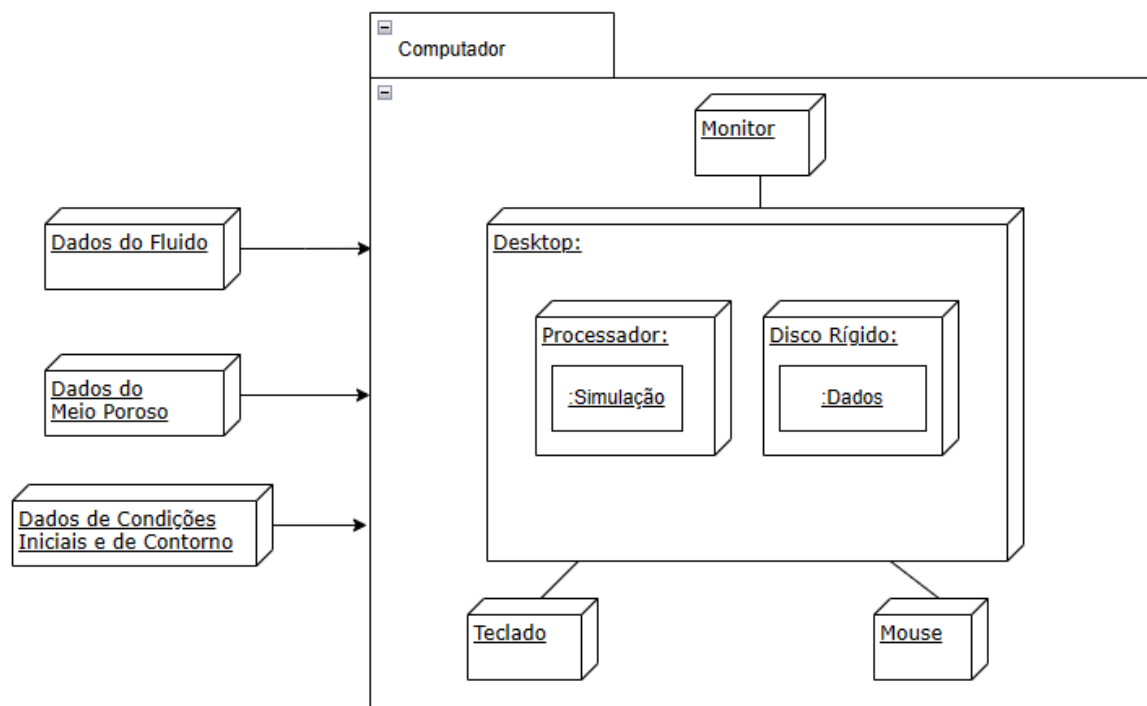 Computador
Monitor
Dados do Fluido
Desktop:
Processador:
Disco Rígido:
:Simulação
:Dados
Dados do
Meio Poroso
Dados de Condições
Iniciais e de Contorno
Teclado
Mouse